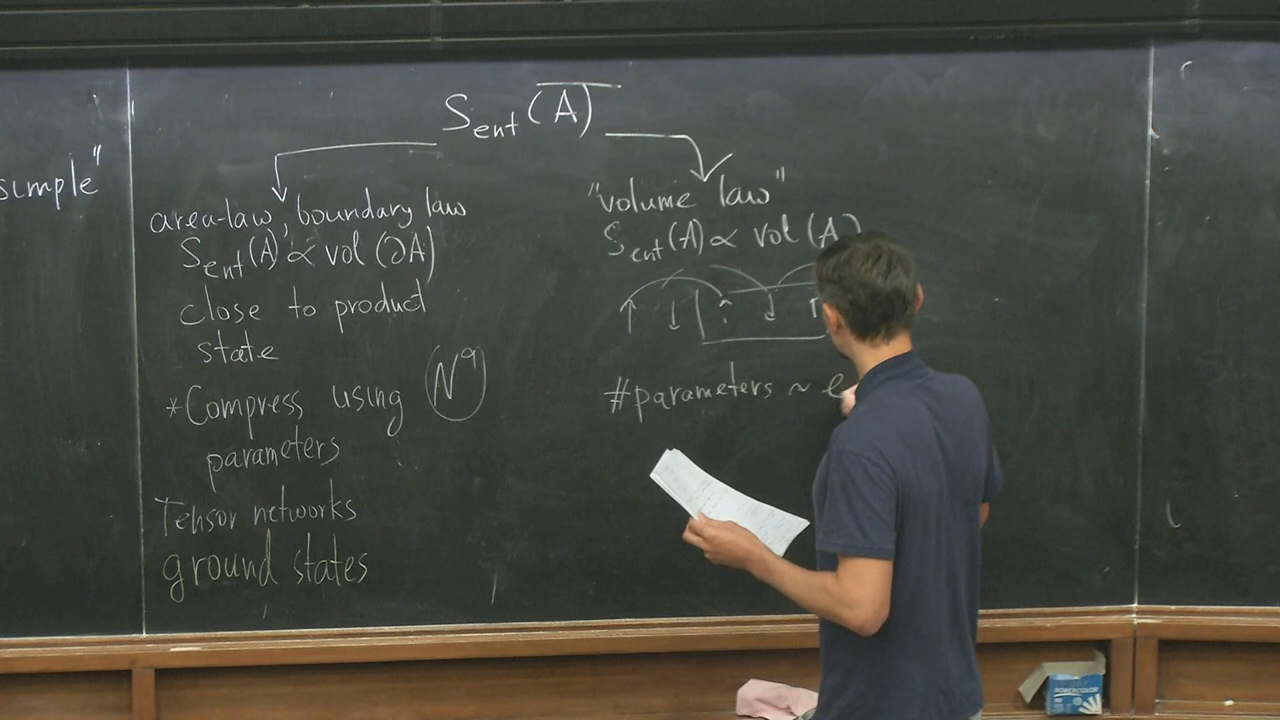 simple"
S_ent(A)
area-law, boundary law
S_ent(A) ∝ vol(∂A)
close to product
state
*Compress using N^a
parameters
Tensor networks
ground states
"volume law"
S_ent(A) ∝ vol(A)
#parameters ~ e
ROBERCOLOR